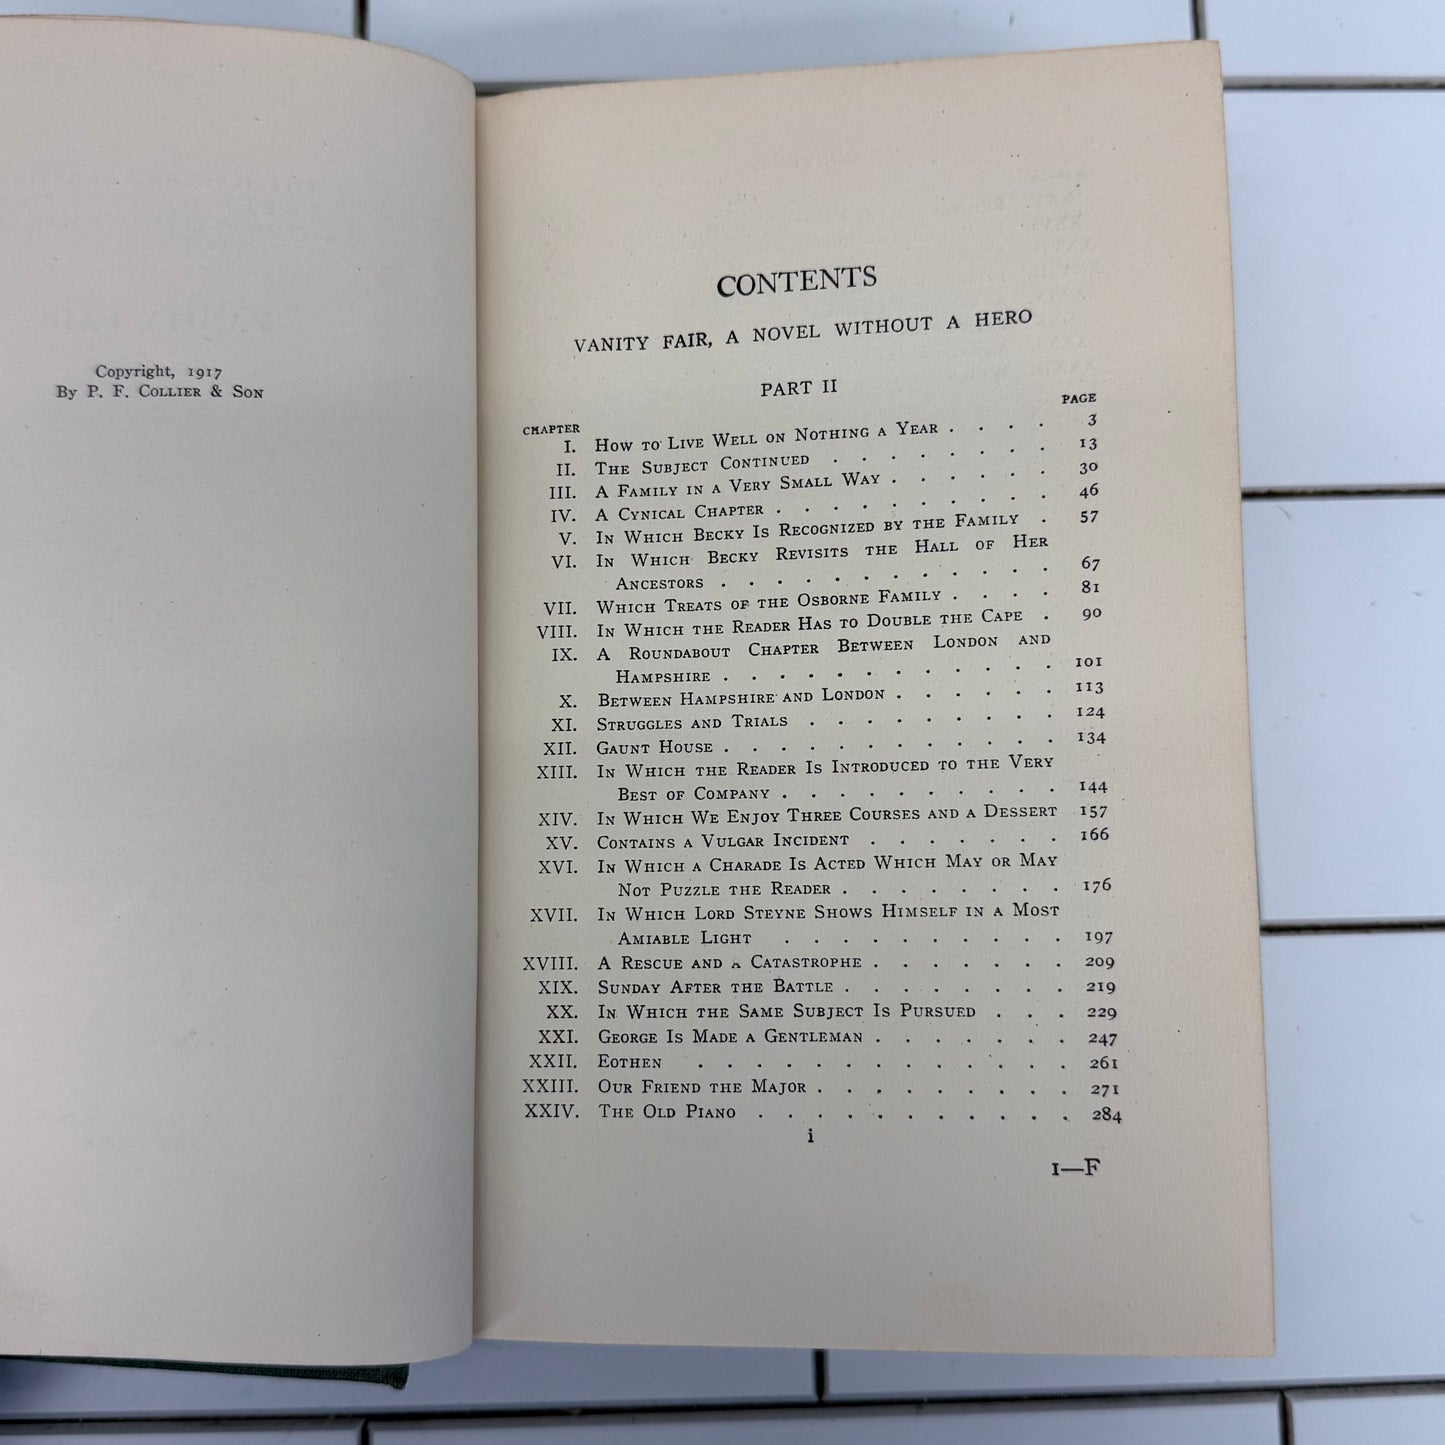 Copyright, 1917
By P. F. Collier & Son
CONTENTS
VANITY FAIR, A NOVEL WITHOUT A HERO
PART II
CHAPTER PAGE
I. How to Live Well on Nothing a Year . . . . 3
II. The Subject Continued . . . . . . . . 13
III. A Family in a Very Small Way . . . . . . 30
IV. A Cynical Chapter . . . . . . . . . . 46
V. In Which Becky Is Recognized by the Family . 57
VI. In Which Becky Revisits the Hall of Her
Ancestors . . . . . . . . . . . . 67
VII. Which Treats of the Osborne Family . . . . 81
VIII. In Which the Reader Has to Double the Cape . 90
IX. A Roundabout Chapter Between London and
Hampshire . . . . . . . . . . . . 101
X. Between Hampshire and London . . . . . . 113
XI. Struggles and Trials . . . . . . . . . 124
XII. Gaunt House . . . . . . . . . . . . 134
XIII. In Which the Reader Is Introduced to the Very
Best of Company . . . . . . . . . . 144
XIV. In Which We Enjoy Three Courses and a Dessert 157
XV. Contains a Vulgar Incident . . . . . . . 166
XVI. In Which a Charade Is Acted Which May or May
Not Puzzle the Reader . . . . . . . . 176
XVII. In Which Lord Steyne Shows Himself in a Most
Amiable Light . . . . . . . . . . 197
XVIII. A Rescue and a Catastrophe . . . . . . . 209
XIX. Sunday After the Battle . . . . . . . . 219
XX. In Which the Same Subject Is Pursued . . . 229
XXI. George Is Made a Gentleman . . . . . . . 247
XXII. Eothen . . . . . . . . . . . . . 261
XXIII. Our Friend the Major . . . . . . . . . 271
XXIV. The Old Piano . . . . . . . . . . . 284
i
1—F